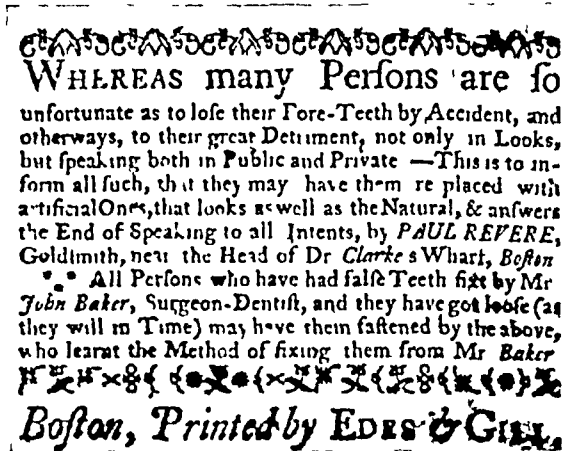 WHEREAS many Perſons are ſo
unfortunate as to loſe their Fore-Teeth by Accident, and
otherways, to their great Detriment, not only in Looks,
but ſpeaking both in Public and Private —This is to in-
form all ſuch, that they may have them re placed with
artificial Ones, that looks as well as the Natural, & anſwers
the End of Speaking to all Intents, by PAUL REVERE,
Goldſmith, near the Head of Dr Clarke s Wharf, Boſton
⁂ All Perſons who have had falſe Teeth fixt by Mr
John Baker, Surgeon-Dentiſt, and they have got looſe (as
they will in Time) may have them faſtened by the above,
who learnt the Method of fixing them from Mr Baker
Boſton, Printed by EDES & GILL,